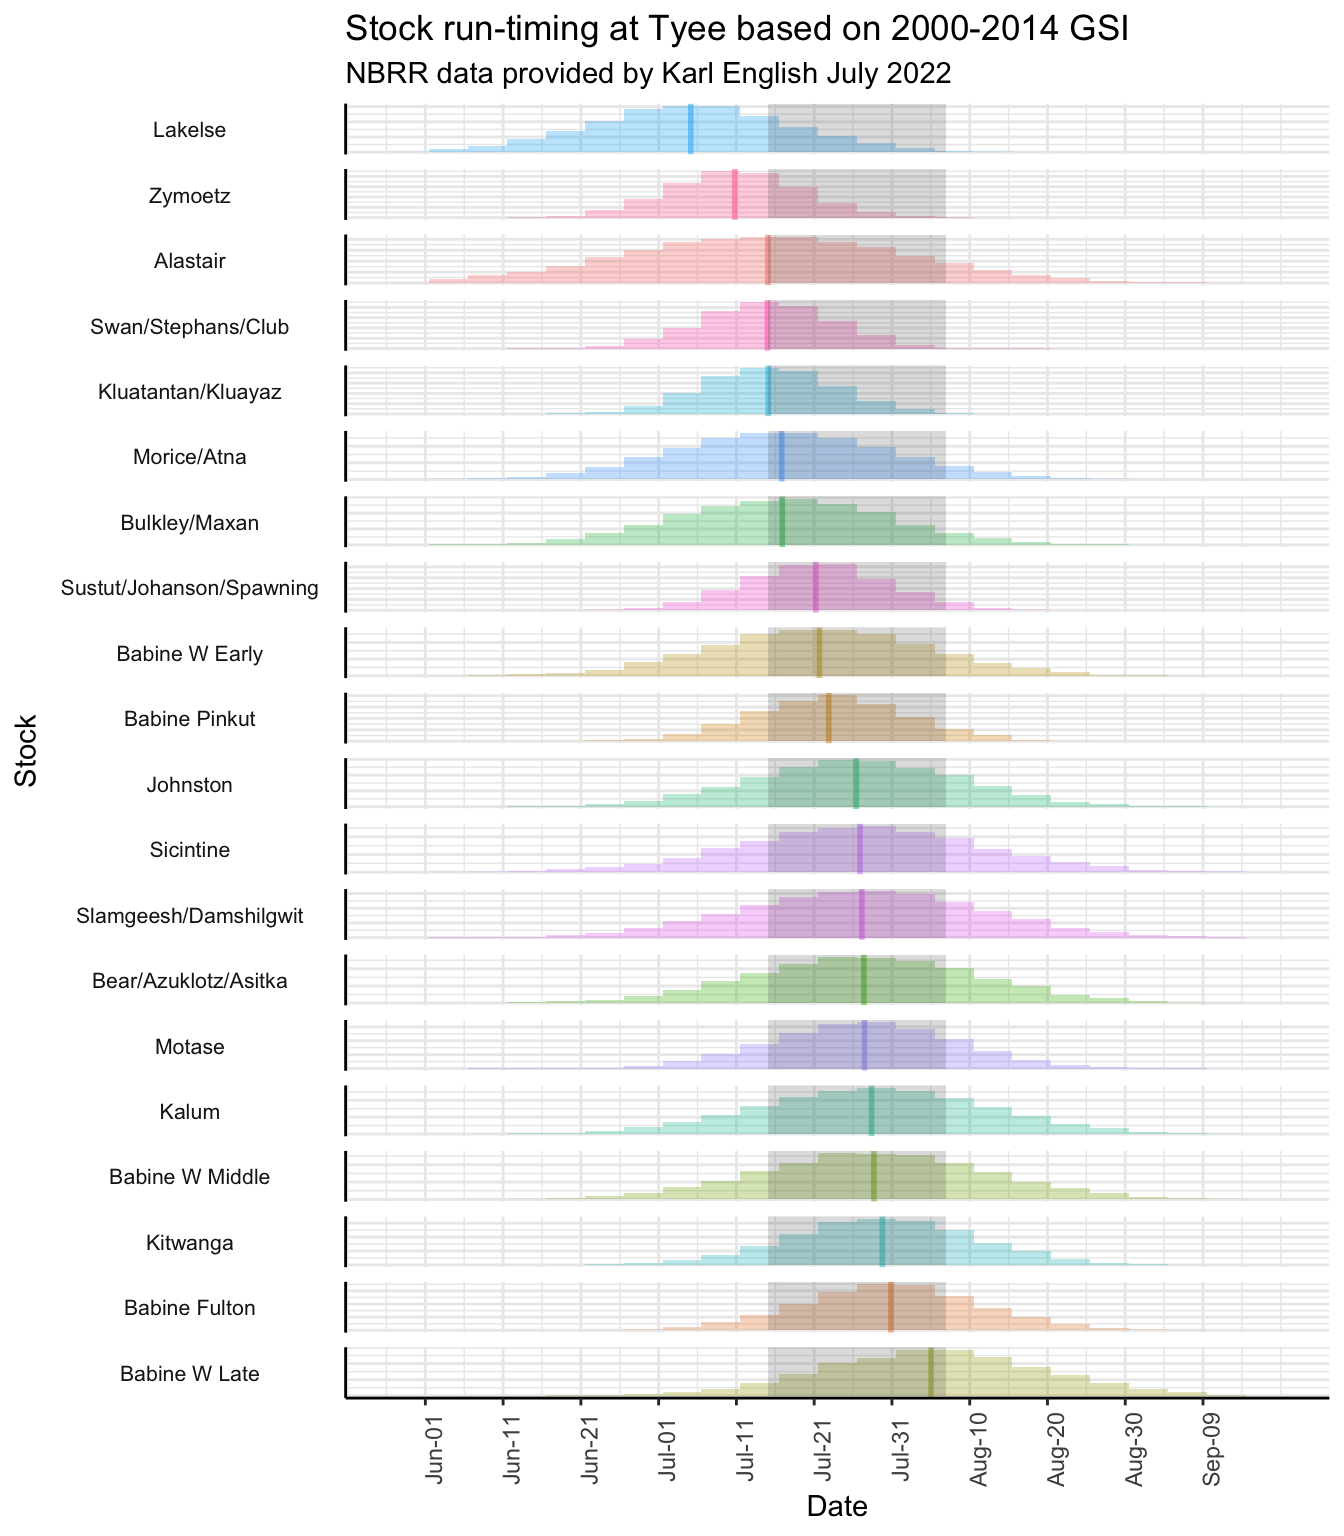 Stock run-timing at Tyee based on 2000-2014 GSI
NBRR data provided by Karl English July 2022
Lakelse
Zymoetz
Alastair
Swan/Stephans/Club
Kluatantan/Kluayaz
Morice/Atna
Bulkley/Maxan
Sustut/Johanson/Spawning
Babine W Early
Babine Pinkut
Johnston
Sicintine
Slamgeesh/Damshilgwit
Bear/Azuklotz/Asitka
Motase
Kalum
Babine W Middle
Kitwanga
Babine Fulton
Babine W Late
Stock
Jun-01
Jun-11
Jun-21
Jul-01
Jul-11
Jul-21
Jul-31
Aug-10
Aug-20
Aug-30
Sep-09
Date